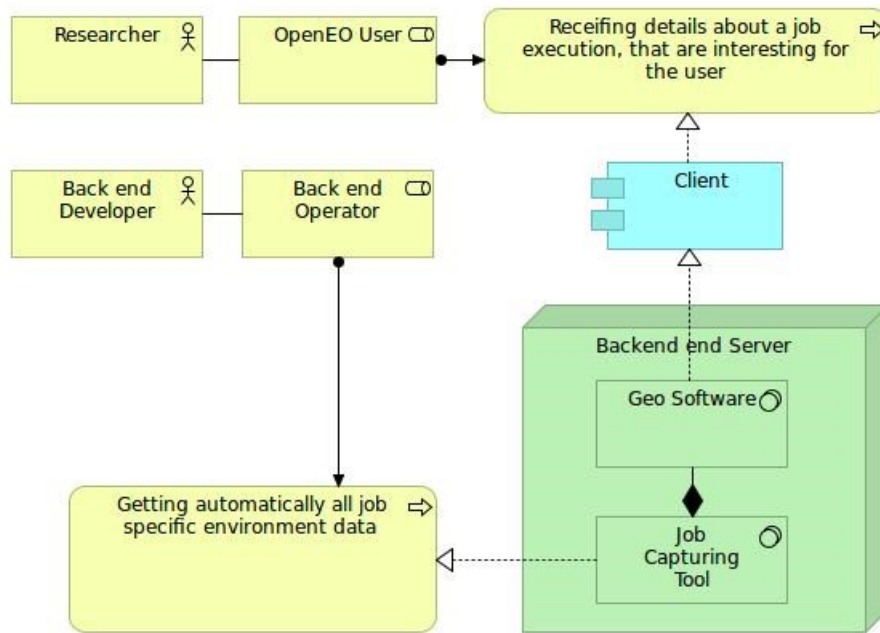 Researcher
OpenEO User
Receifing details about a job
execution, that are interesting for
the user
Back end
Developer
Back end
Operator
Client
Backend end Server
Geo Software
Getting automatically all job
specific environment data
Job
Capturing
Tool